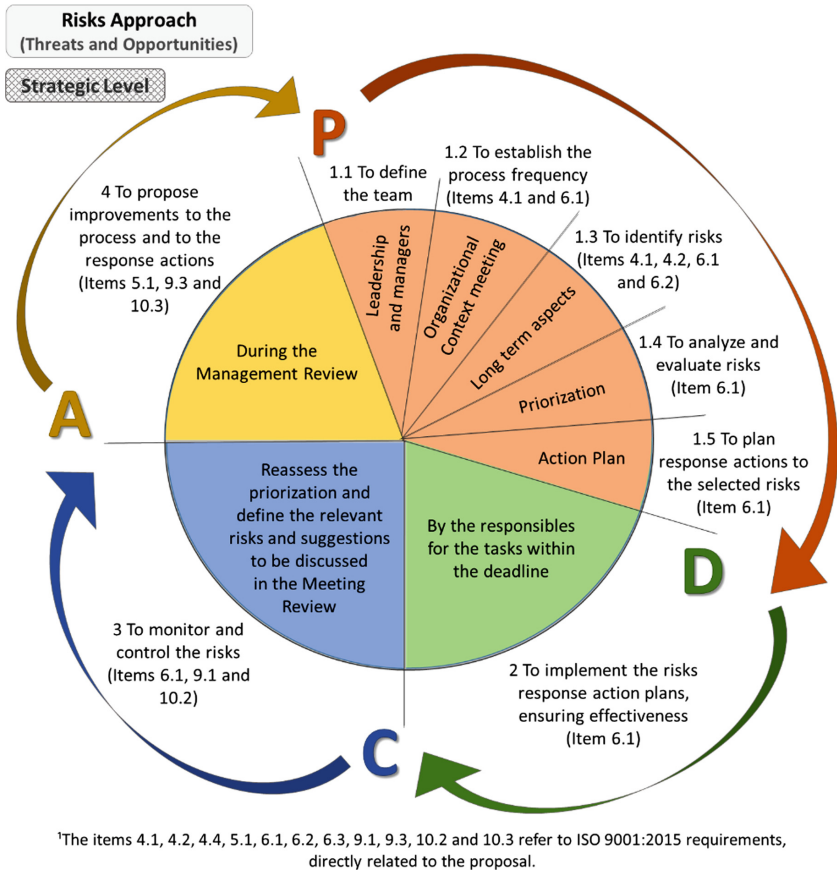 Risks Approach
(Threats and Opportunities)
Strategic Level
P
1.1 To define
the team
Leadership
and managers
1.2 To establish the
process frequency
(Items 4.1 and 6.1)
Organizational
Context meeting
1.3 To identify risks
(Items 4.1, 4.2, 6.1
and 6.2)
Long term aspects
1.4 To analyze and
evaluate risks
(Item 6.1)
Priorization
1.5 To plan
response actions to
the selected risks
(Item 6.1)
Action Plan
D
By the responsibles
for the tasks within
the deadline
2 To implement the risks
response action plans,
ensuring effectiveness
(Item 6.1)
C
Reassess the
priorization and
define the relevant
risks and suggestions
to be discussed
in the Meeting
Review
3 To monitor and
control the risks
(Items 6.1, 9.1 and
10.2)
A
During the
Management Review
4 To propose
improvements to the
process and to the
response actions
(Items 5.1, 9.3 and
10.3)
¹The items 4.1, 4.2, 4.4, 5.1, 6.1, 6.2, 6.3, 9.1, 9.3, 10.2 and 10.3 refer to ISO 9001:2015 requirements,
directly related to the proposal.